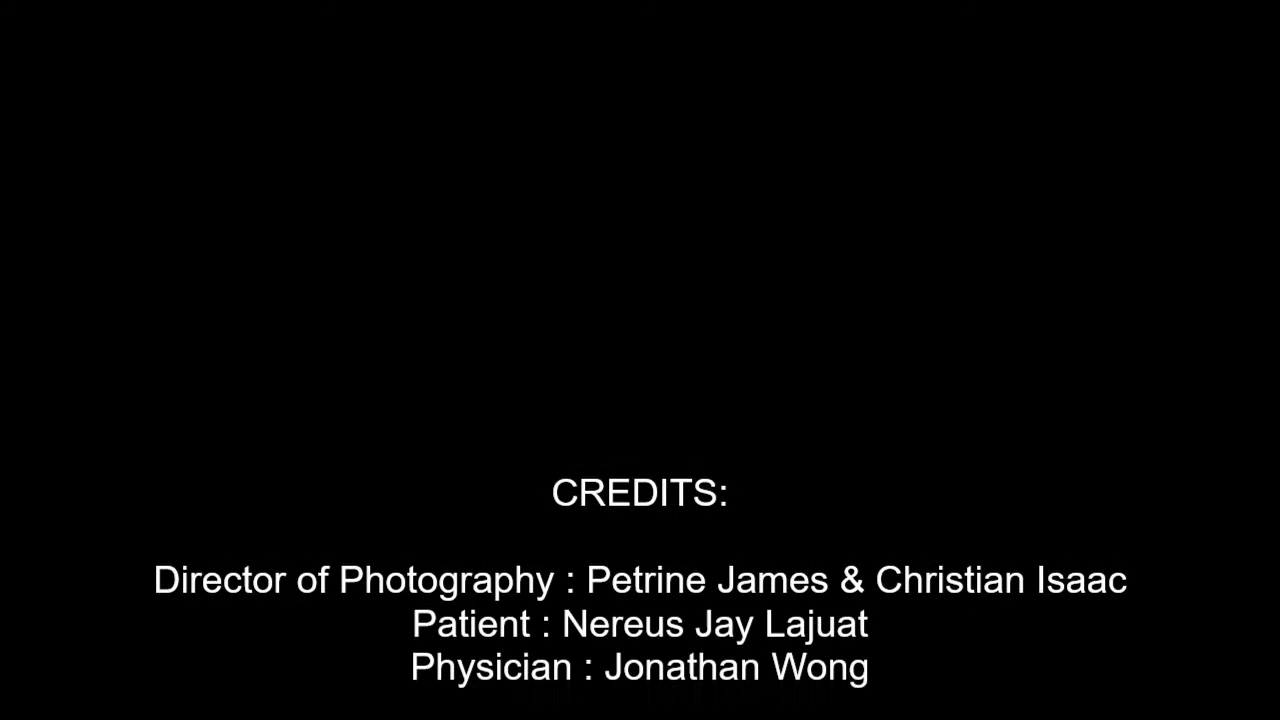 CREDITS:
Director of Photography : Petrine James & Christian Isaac
Patient : Nereus Jay Lajuat
Physician : Jonathan Wong